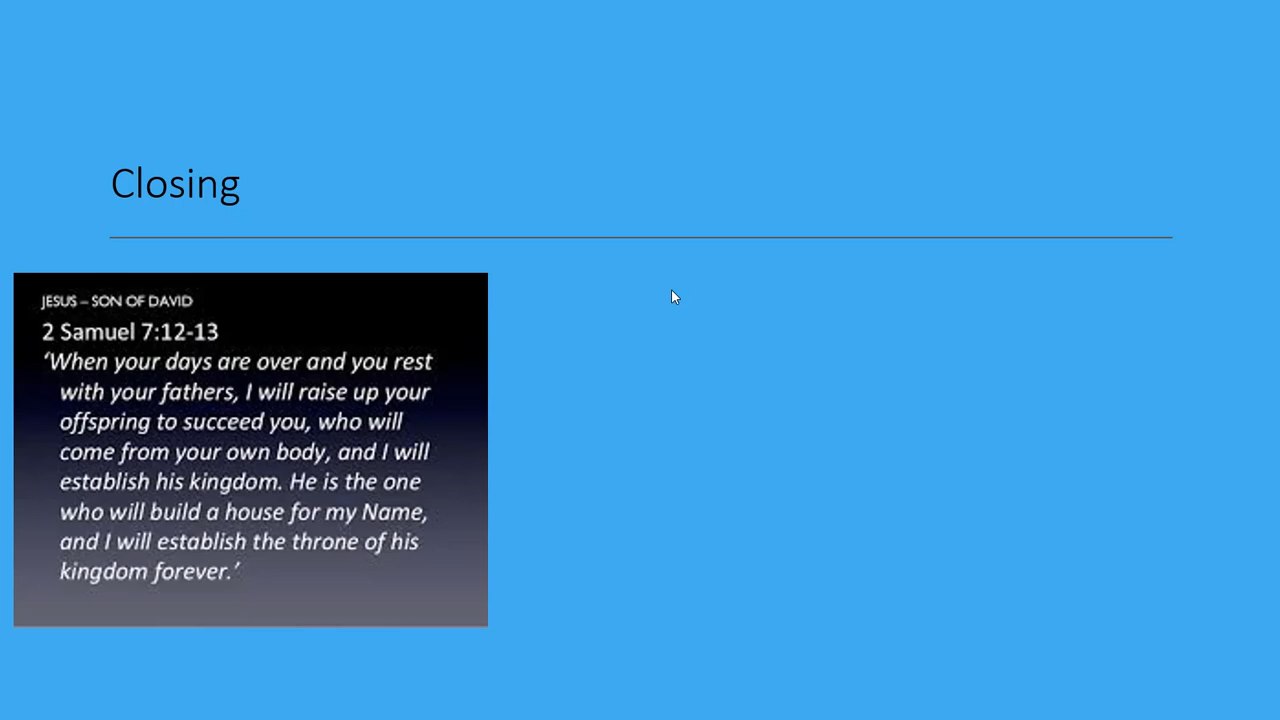 Closing
JESUS – SON OF DAVID
2 Samuel 7:12-13
‘When your days are over and you rest
with your fathers, I will raise up your
offspring to succeed you, who will
come from your own body, and I will
establish his kingdom. He is the one
who will build a house for my Name,
and I will establish the throne of his
kingdom forever.’